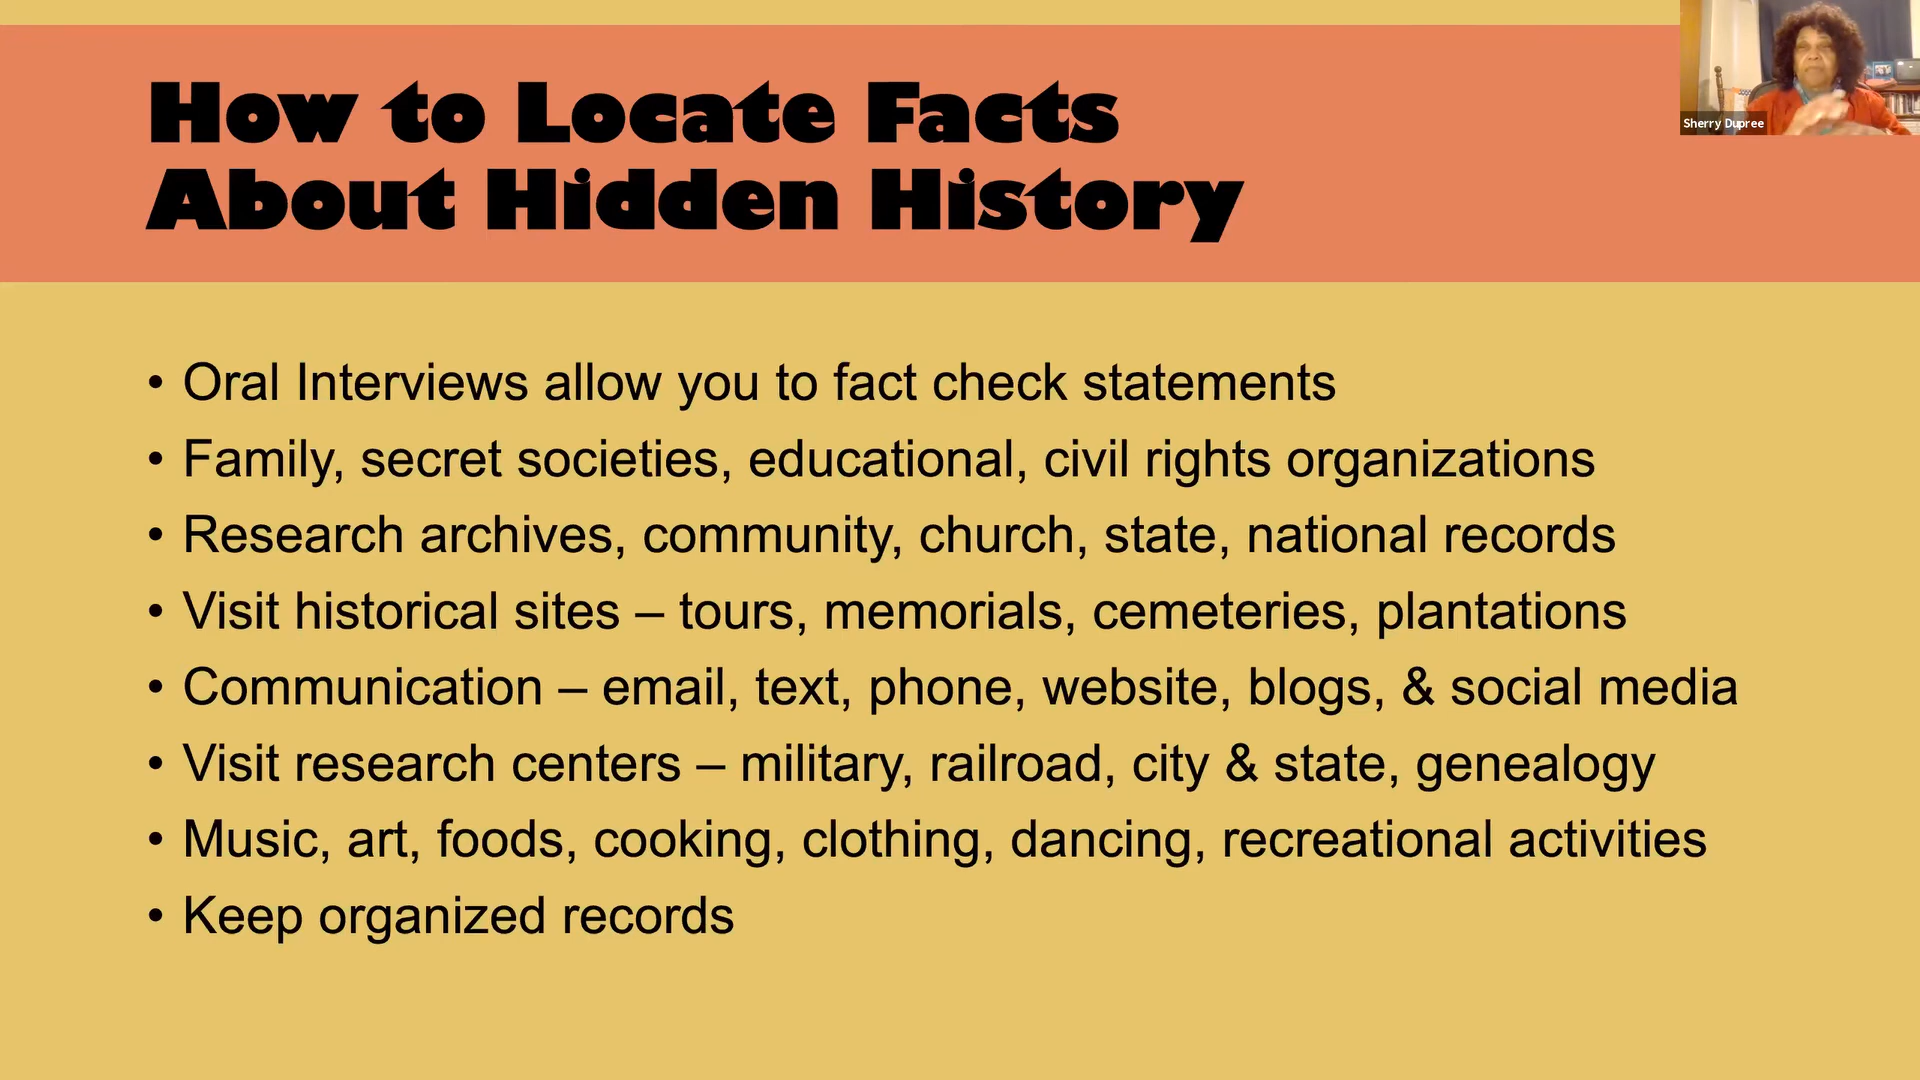 How to Locate Facts
About Hidden History
Sherry Dupree
• Oral Interviews allow you to fact check statements
• Family, secret societies, educational, civil rights organizations
• Research archives, community, church, state, national records
• Visit historical sites – tours, memorials, cemeteries, plantations
• Communication – email, text, phone, website, blogs, & social media
• Visit research centers – military, railroad, city & state, genealogy
• Music, art, foods, cooking, clothing, dancing, recreational activities
• Keep organized records